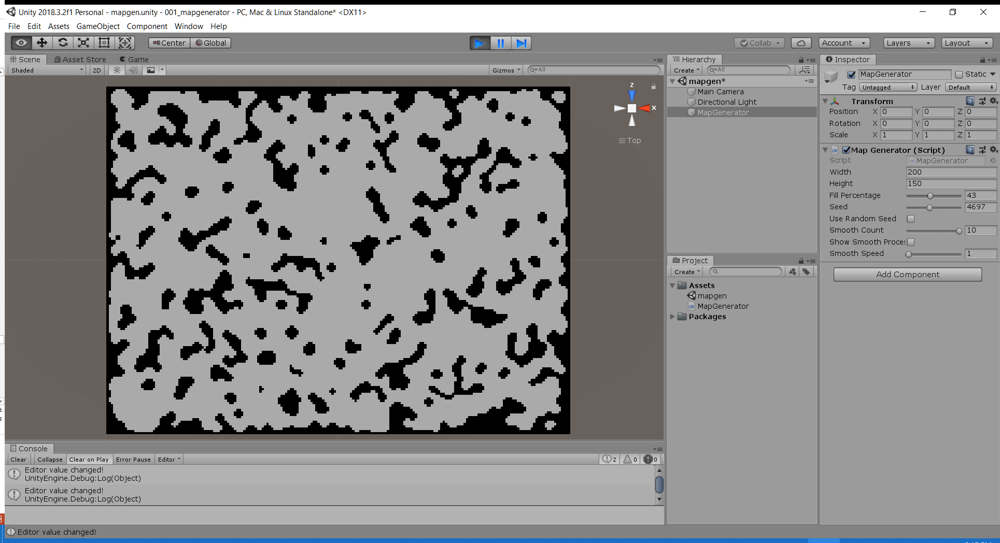 Unity 2018.3.2f1 Personal - mapgen.unity - 001_mapgenerator - PC, Mac & Linux Standalone* <DX11>
File Edit Assets GameObject Component Window Help
Center Global
Collab Account Layers Layout
Scene Asset Store Game
Shaded 2D Gizmos All
z
x
Top
Hierarchy
Create All
mapgen*
Main Camera
Directional Light
MapGenerator
Project
Create
Assets
mapgen
MapGenerator
Packages
Inspector
MapGenerator Static
Tag Untagged Layer Default
Transform
Position X 0 Y 0 Z 0
Rotation X 0 Y 0 Z 0
Scale X 1 Y 1 Z 1
Map Generator (Script)
Script MapGenerator
Width 200
Height 150
Fill Percentage 43
Seed 4697
Use Random Seed
Smooth Count 10
Show Smooth Proces
Smooth Speed 1
Add Component
Console
Clear Collapse Clear on Play Error Pause Editor 2 0 0
Editor value changed!
UnityEngine.Debug:Log(Object)
Editor value changed!
UnityEngine.Debug:Log(Object)
Editor value changed!